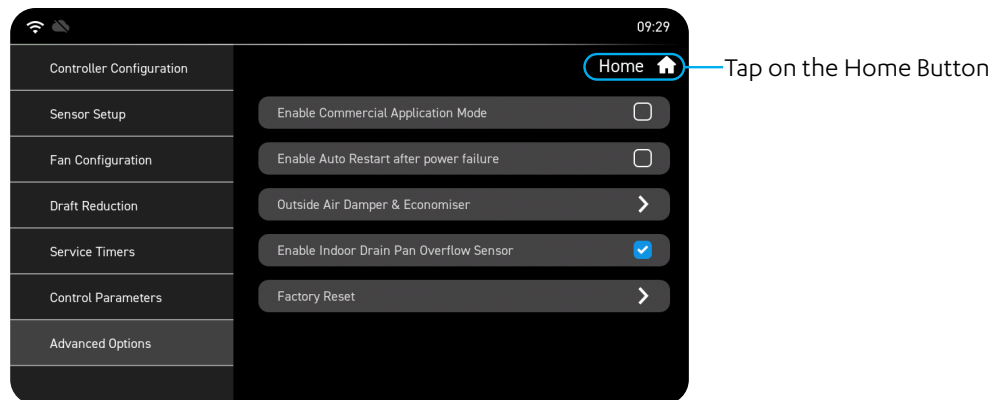 09:29
Controller Configuration
Sensor Setup
Fan Configuration
Draft Reduction
Service Timers
Control Parameters
Advanced Options
Home
Enable Commercial Application Mode
Enable Auto Restart after power failure
Outside Air Damper & Economiser
Enable Indoor Drain Pan Overflow Sensor
Factory Reset
Tap on the Home Button